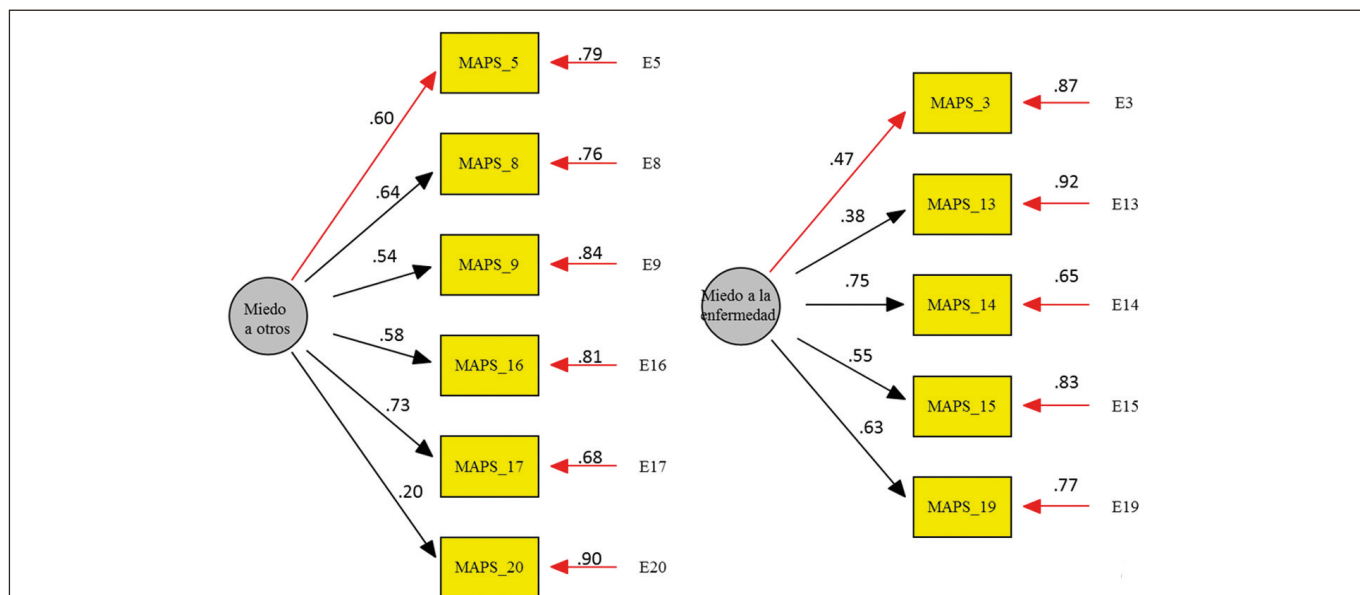 MAPS_5
.79
E5
.60
MAPS_8
.76
E8
.64
MAPS_9
.84
E9
.54
Miedo
a otros
MAPS_16
.81
E16
.58
MAPS_17
.68
E17
.73
MAPS_20
.90
E20
.20
MAPS_3
.87
E3
.47
MAPS_13
.92
E13
.38
Miedo a la
enfermedad
MAPS_14
.65
E14
.75
MAPS_15
.83
E15
.55
MAPS_19
.77
E19
.63